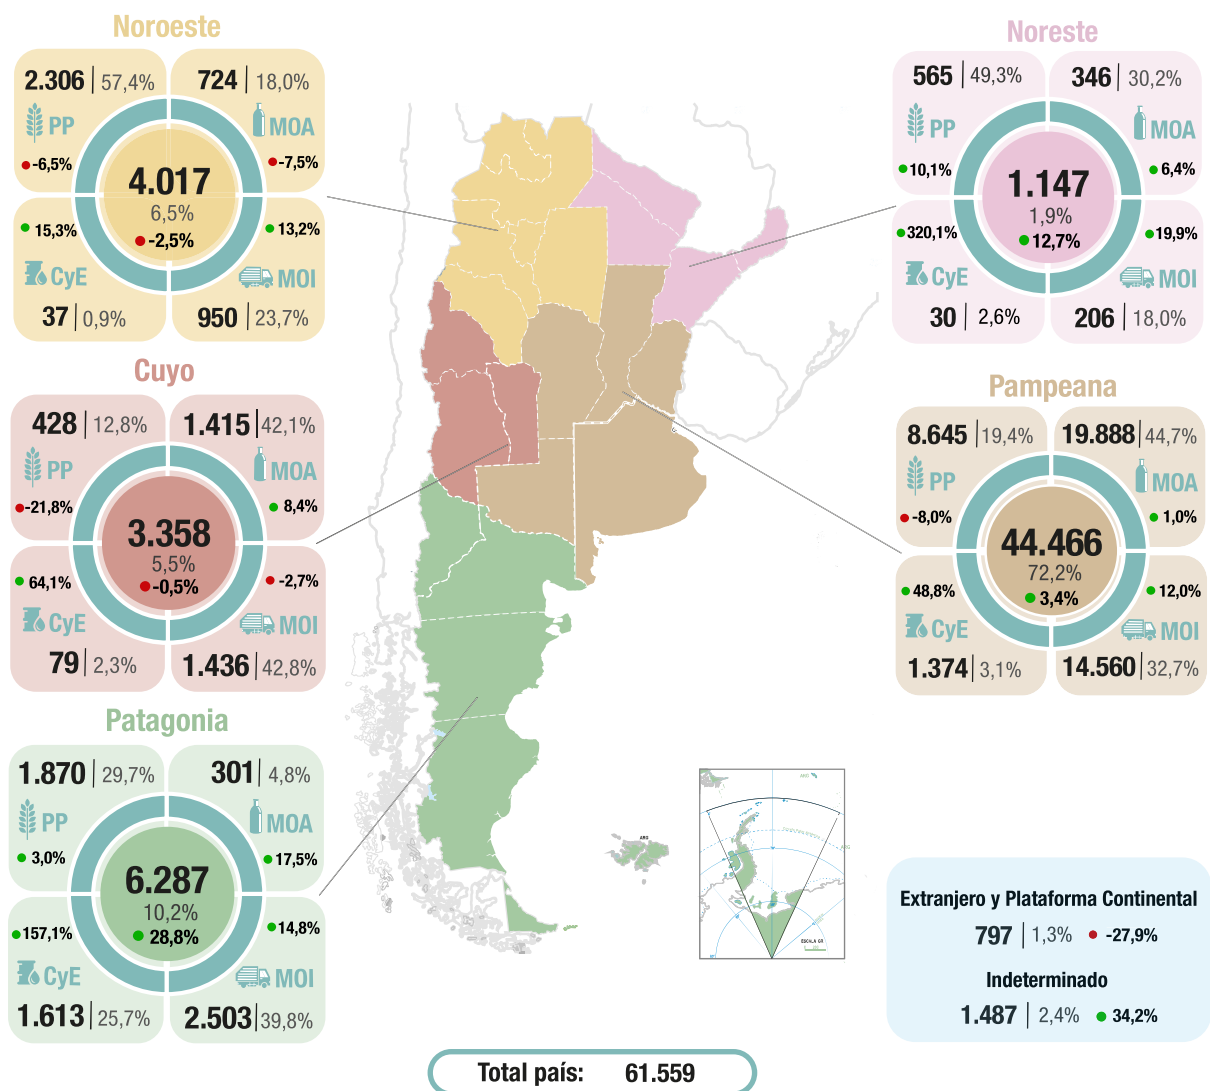 Noroeste
2.306 | 57,4%
724 | 18,0%
PP
MOA
-6,5%
-7,5%
4.017
6,5%
-2,5%
15,3%
13,2%
CyE
MOI
37 | 0,9%
950 | 23,7%
Noreste
565 | 49,3%
346 | 30,2%
PP
MOA
10,1%
6,4%
1.147
1,9%
12,7%
320,1%
19,9%
CyE
MOI
30 | 2,6%
206 | 18,0%
Cuyo
428 | 12,8%
1.415 | 42,1%
PP
MOA
-21,8%
8,4%
3.358
5,5%
-0,5%
64,1%
-2,7%
CyE
MOI
79 | 2,3%
1.436 | 42,8%
Pampeana
8.645 | 19,4%
19.888 | 44,7%
PP
MOA
-8,0%
1,0%
44.466
72,2%
3,4%
48,8%
12,0%
CyE
MOI
1.374 | 3,1%
14.560 | 32,7%
Patagonia
1.870 | 29,7%
301 | 4,8%
PP
MOA
3,0%
17,5%
6.287
10,2%
28,8%
157,1%
14,8%
CyE
MOI
1.613 | 25,7%
2.503 | 39,8%
ARG
ARG
ARG
ESCALA GR
Extranjero y Plataforma Continental
797 | 1,3% -27,9%
Indeterminado
1.487 | 2,4% 34,2%
Total país: 61.559